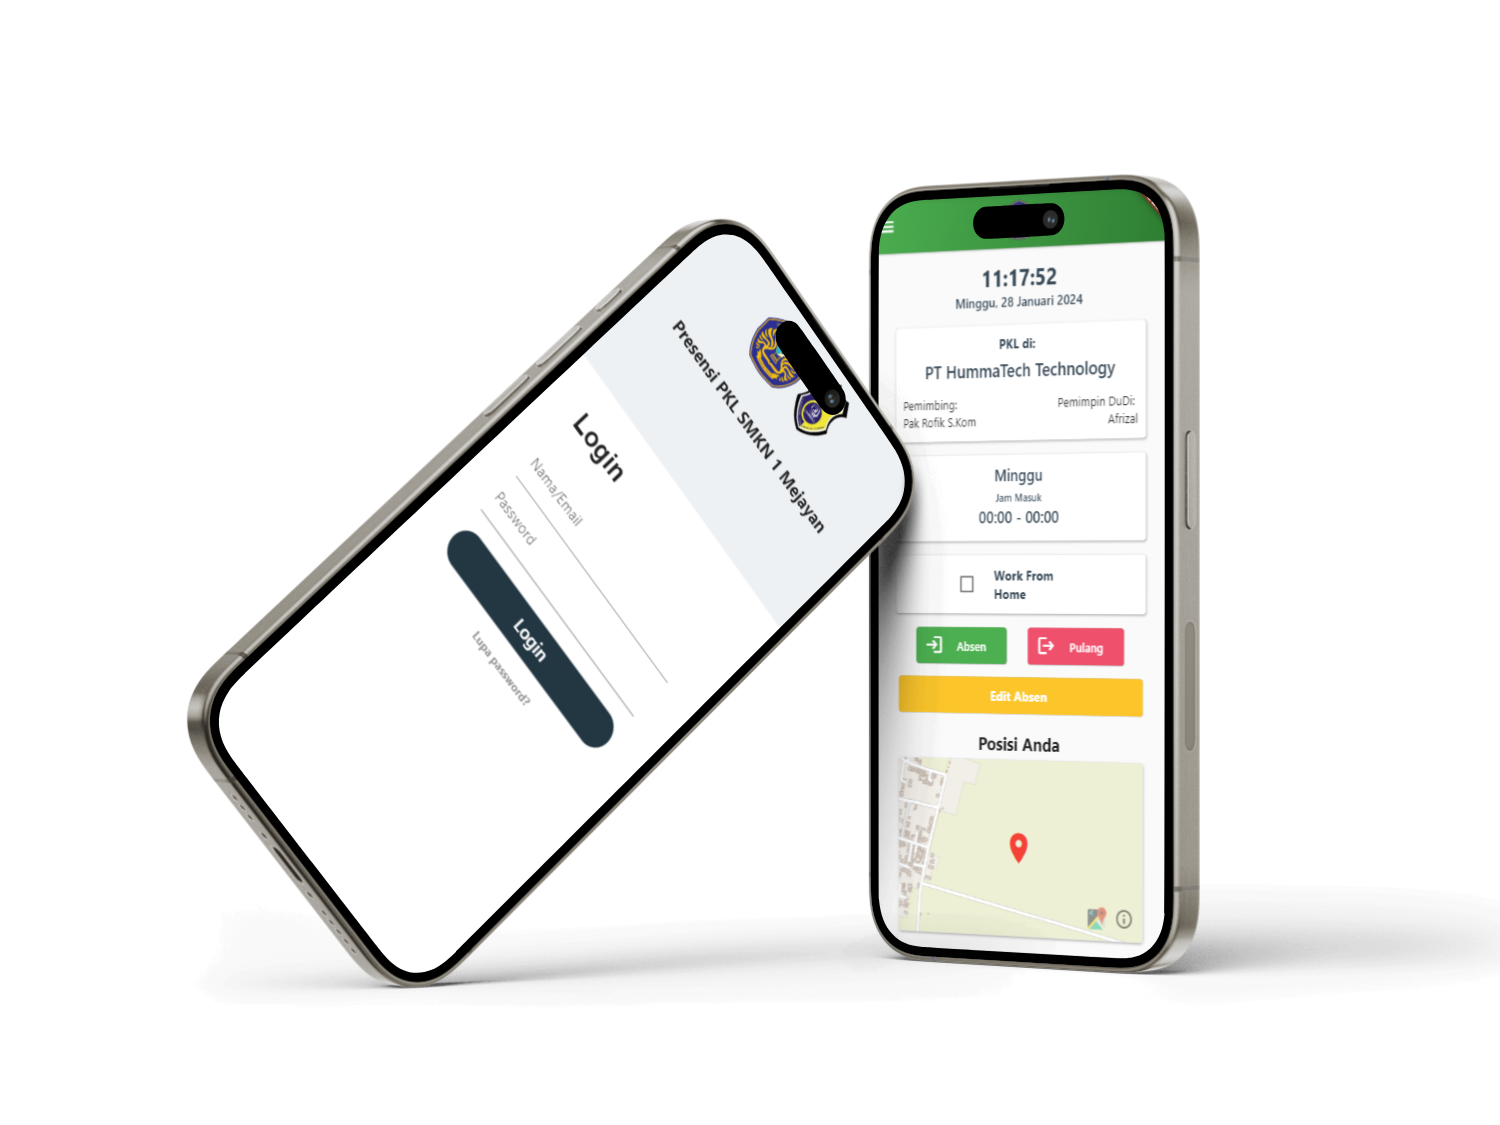 Presensi PKL SMKN 1 Mejayan
Login
Nama/Email
Password
Login
Lupa password?
11:17:52
Minggu, 28 Januari 2024
PKL di:
PT HummaTech Technology
Pemimbing:
Pak Rofik S.Kom
Pemimpin DuDi:
Afrizal
Minggu
Jam Masuk
00:00 - 00:00
Work From
Home
Absen
Pulang
Edit Absen
Posisi Anda